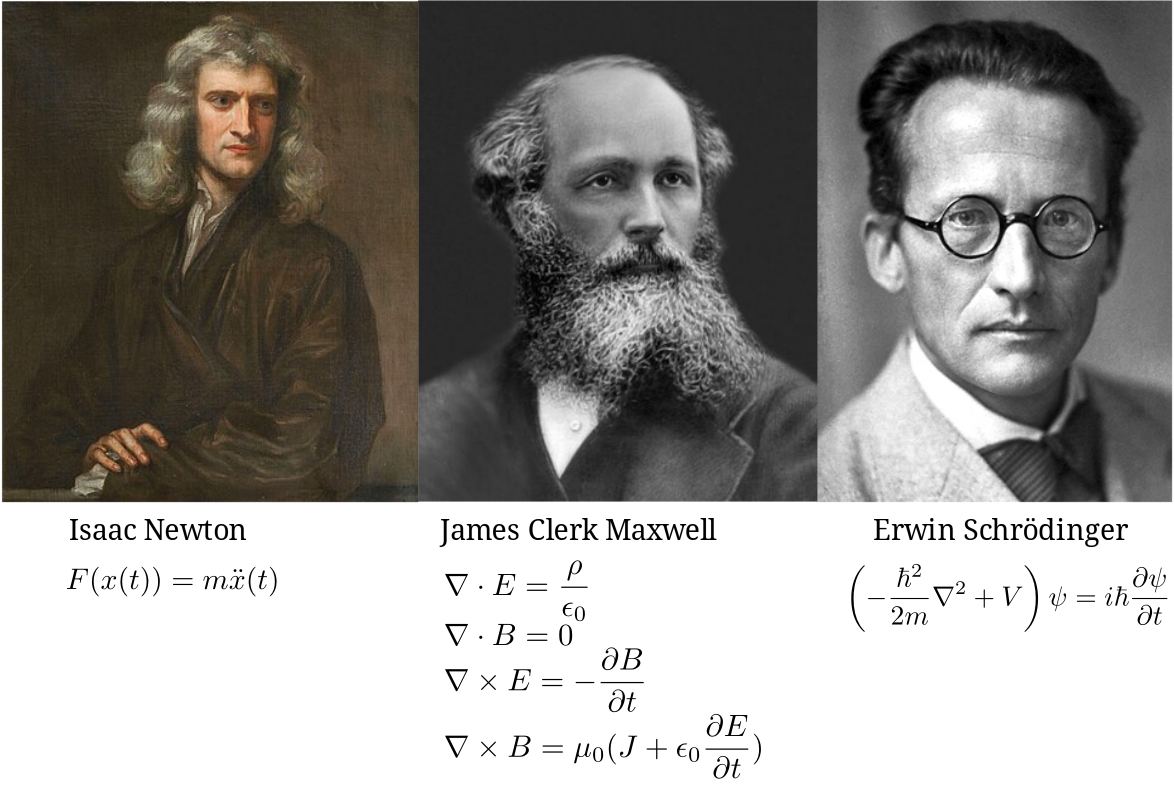 Isaac Newton
F(x(t)) = mẍ(t)
James Clerk Maxwell
∇ · E = ρ/ϵ₀
∇ · B = 0
∇ × E = −∂B/∂t
∇ × B = μ₀(J + ϵ₀ ∂E/∂t)
Erwin Schrödinger
(−ℏ²/2m ∇² + V) ψ = iℏ ∂ψ/∂t